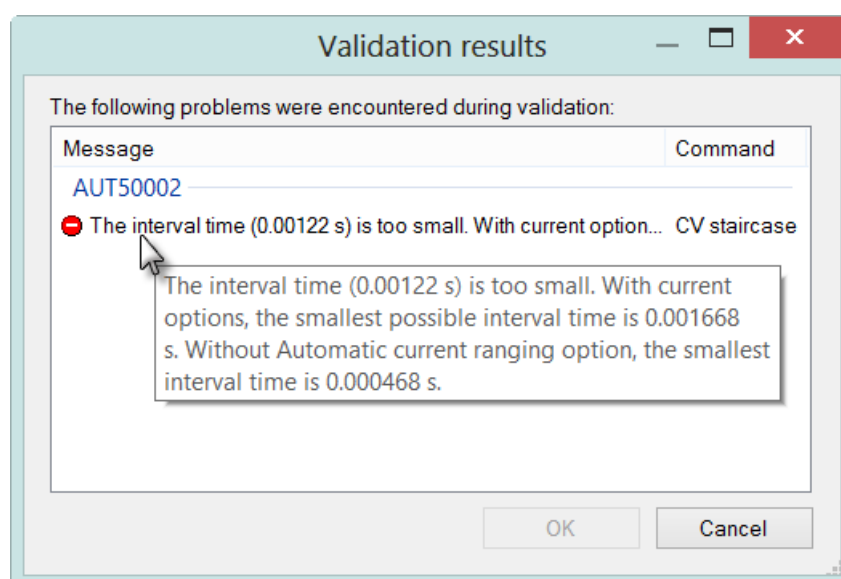 Validation results
The following problems were encountered during validation:
Message Command
AUT50002
The interval time (0.00122 s) is too small. With current option... CV staircase
The interval time (0.00122 s) is too small. With current
options, the smallest possible interval time is 0.001668
s. Without Automatic current ranging option, the smallest
interval time is 0.000468 s.
OK Cancel